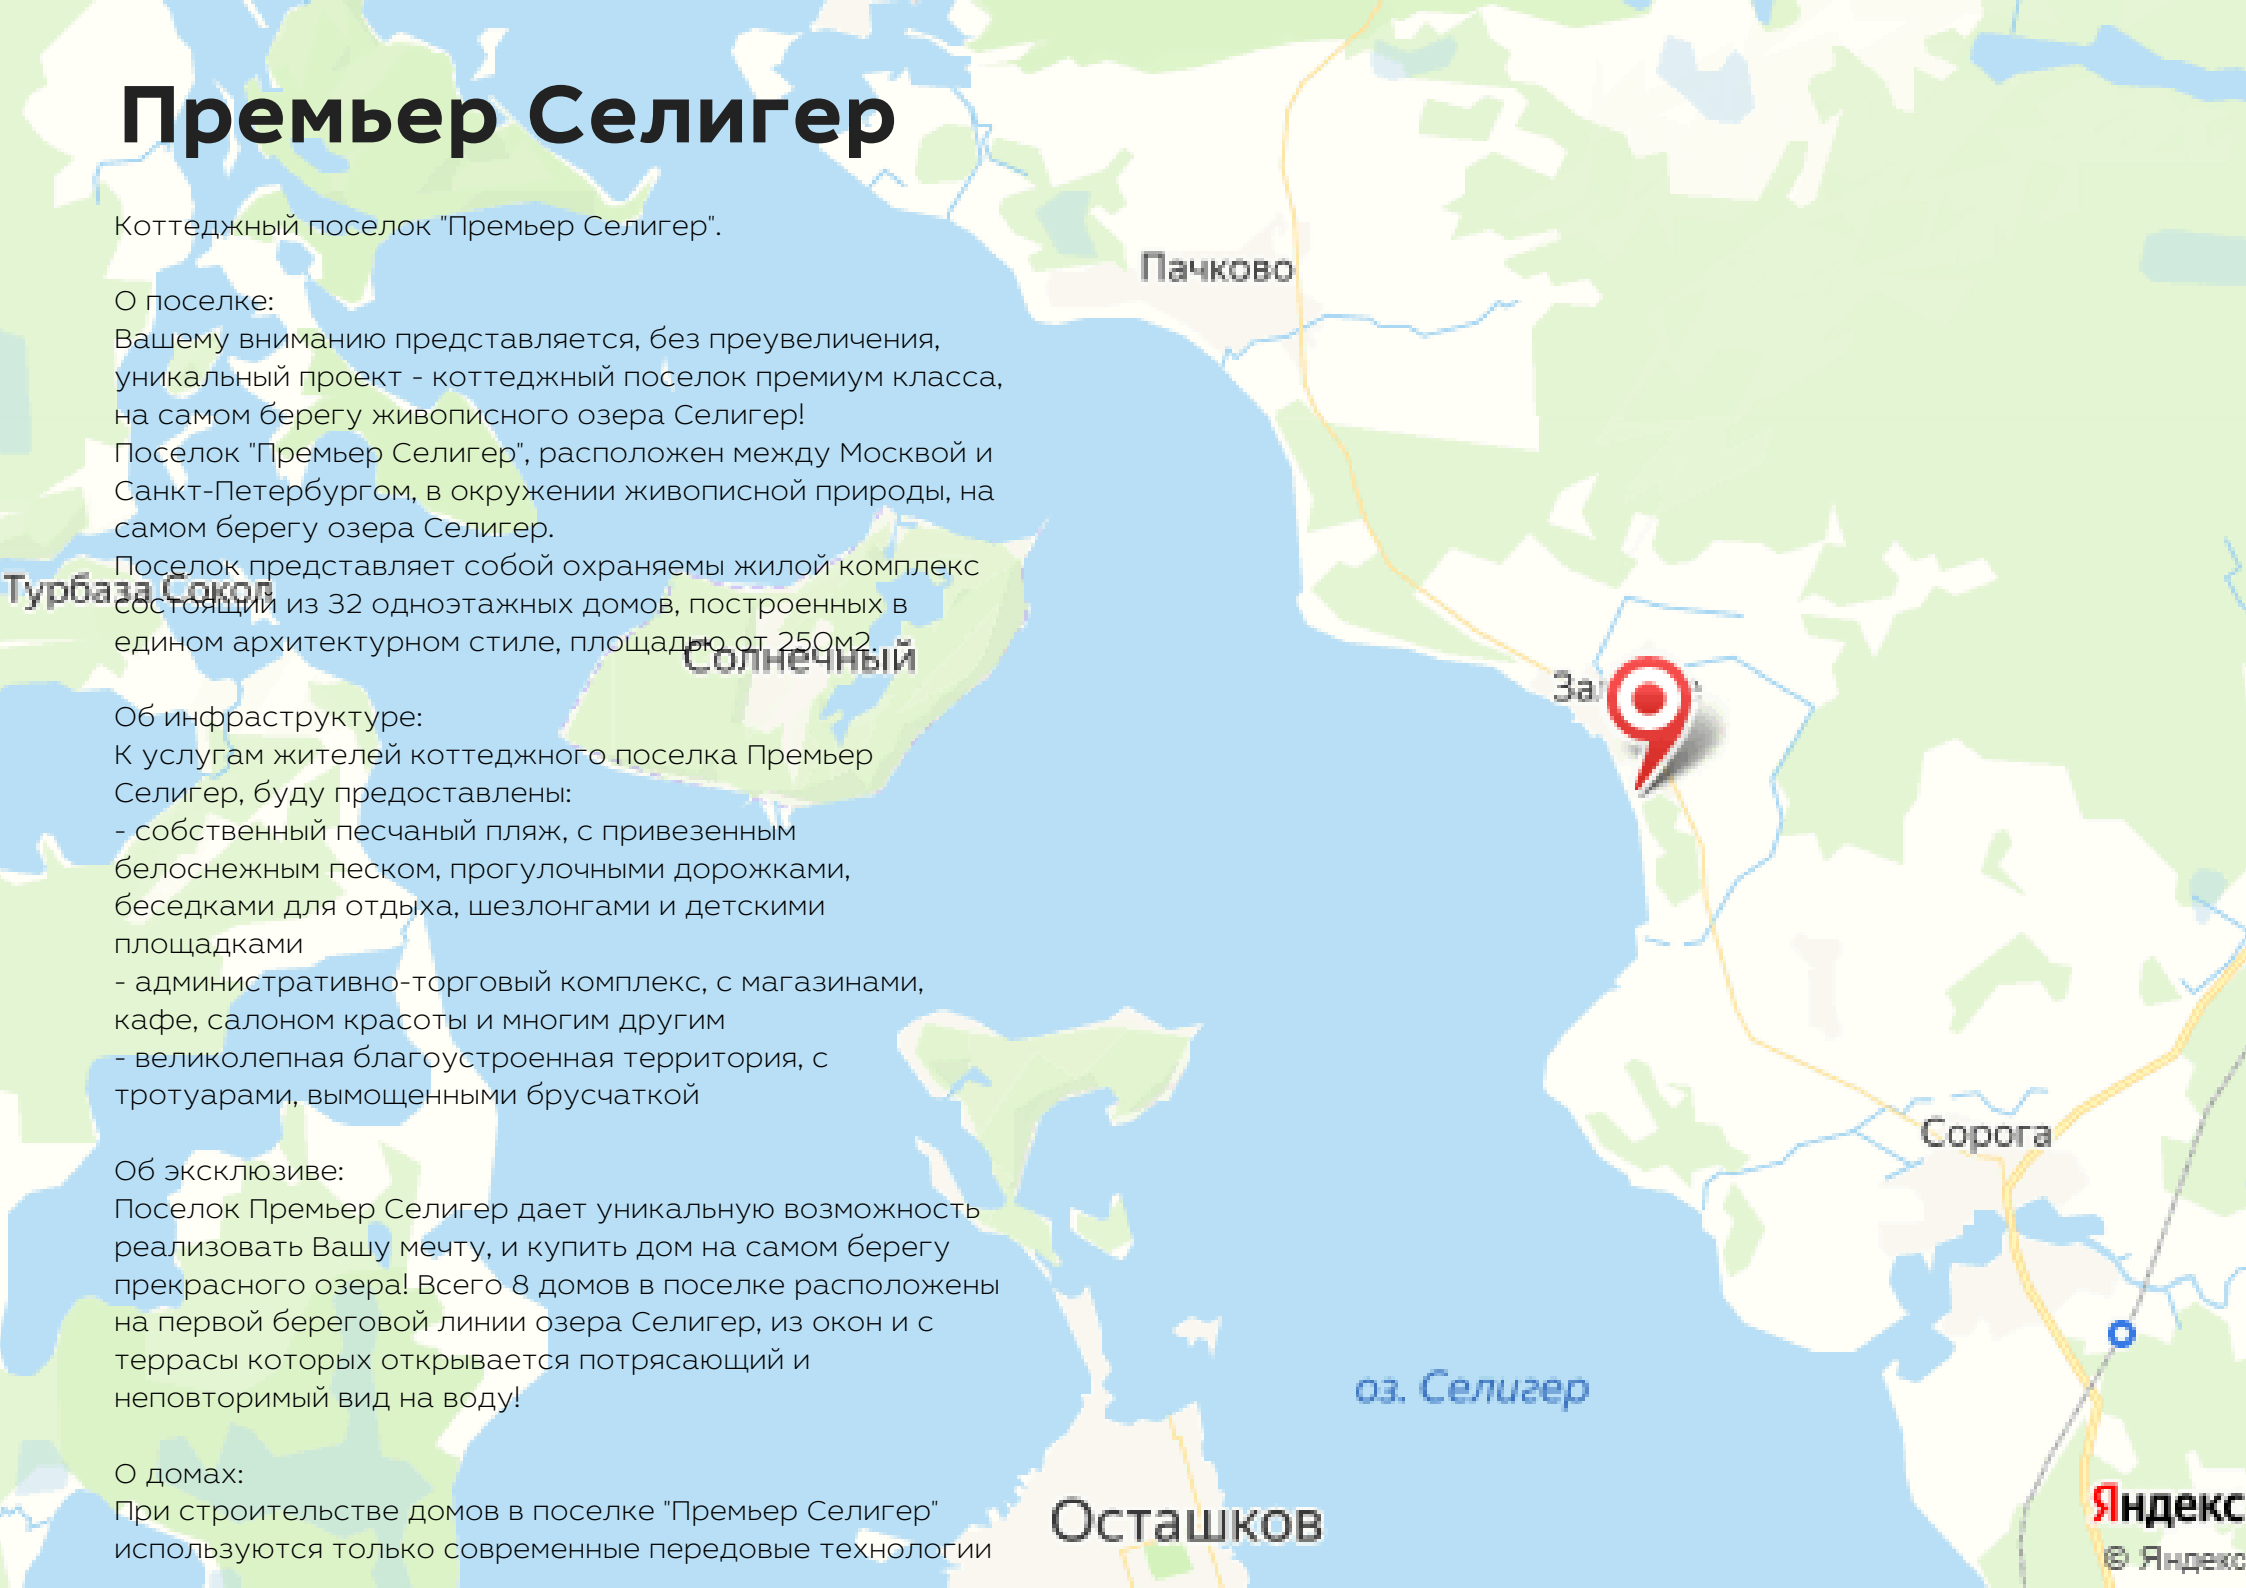 Премьер Селигер
Коттеджный поселок "Премьер Селигер".
О поселке:
Вашему вниманию представляется, без преувеличения,
уникальный проект - коттеджный поселок премиум класса,
на самом берегу живописного озера Селигер!
Поселок "Премьер Селигер", расположен между Москвой и
Санкт-Петербургом, в окружении живописной природы, на
самом берегу озера Селигер.
Поселок представляет собой охраняемы жилой комплекс
состоящий из 32 одноэтажных домов, построенных в
едином архитектурном стиле, площадью от 250м2.
Об инфраструктуре:
К услугам жителей коттеджного поселка Премьер
Селигер, буду предоставлены:
- собственный песчаный пляж, с привезенным
белоснежным песком, прогулочными дорожками,
беседками для отдыха, шезлонгами и детскими
площадками
- административно-торговый комплекс, с магазинами,
кафе, салоном красоты и многим другим
- великолепная благоустроенная территория, с
тротуарами, вымощенными брусчаткой
Об эксклюзиве:
Поселок Премьер Селигер дает уникальную возможность
реализовать Вашу мечту, и купить дом на самом берегу
прекрасного озера! Всего 8 домов в поселке расположены
на первой береговой линии озера Селигер, из окон и с
террасы которых открывается потрясающий и
неповторимый вид на воду!
О домах:
При строительстве домов в поселке "Премьер Селигер"
используются только современные передовые технологии
Пачково
Турбаза Сокол
Солнечный
Сорога
оз. Селигер
Осташков
Яндекс
© Яндекс